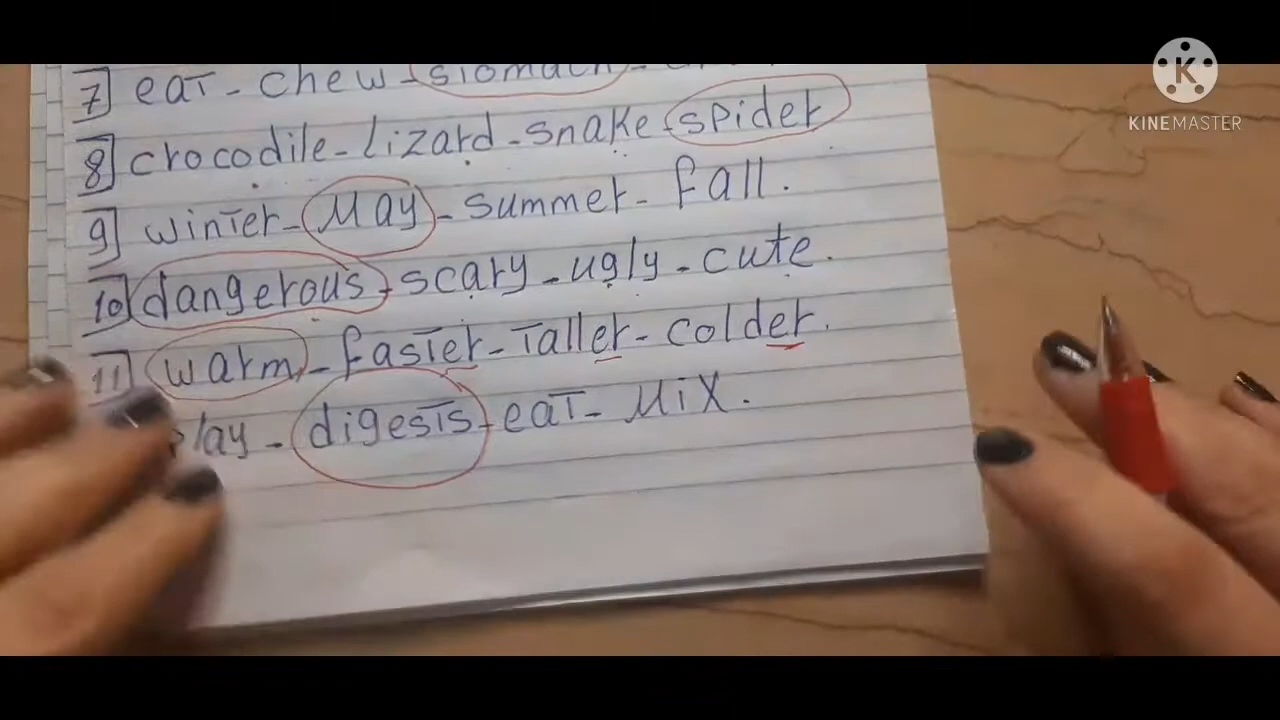 K
KINEMASTER
7 eat - chew - stomach -
8 crocodile - lizard - snake - spider
9 winter - May - summer - fall.
10 dangerous - scary - ugly - cute.
11 warm - faster - taller - colder.
play - digests - eat - Mix.